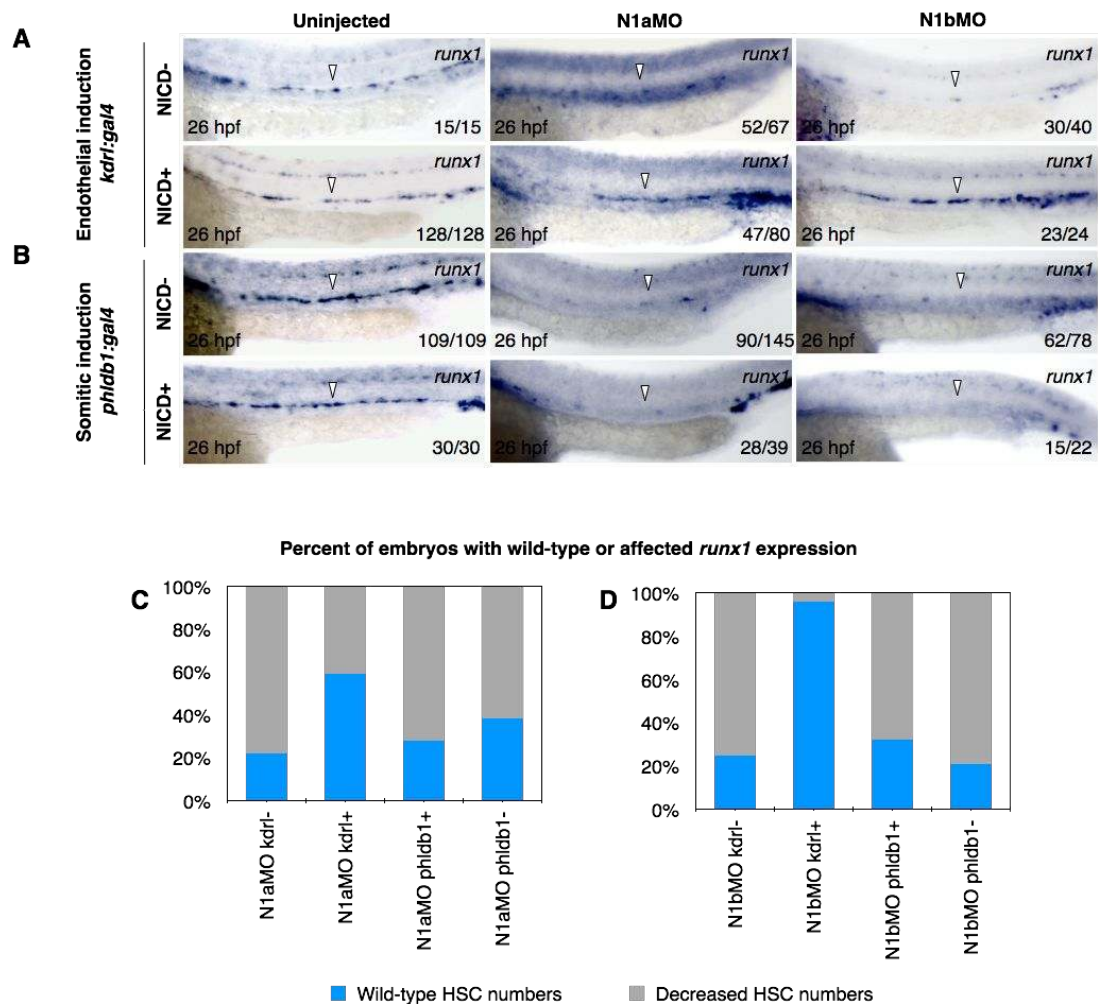 Uninjected N1aMO N1bMO
A
Endothelial induction
kdrl:gal4
NICD-
runx1 runx1 runx1
26 hpf 15/15 26 hpf 52/67 26 hpf 30/40
NICD+
runx1 runx1 runx1
26 hpf 128/128 26 hpf 47/80 26 hpf 23/24
B
Somitic induction
phldb1:gal4
NICD-
runx1 runx1 runx1
26 hpf 109/109 26 hpf 90/145 26 hpf 62/78
NICD+
runx1 runx1 runx1
26 hpf 30/30 26 hpf 28/39 26 hpf 15/22
Percent of embryos with wild-type or affected runx1 expression
C
100%
80%
60%
40%
20%
0%
N1aMO kdrl-
N1aMO kdrl+
N1aMO phldb1+
N1aMO phldb1-
D
100%
80%
60%
40%
20%
0%
N1bMO kdrl-
N1bMO kdrl+
N1bMO phldb1+
N1bMO phldb1-
Wild-type HSC numbers
Decreased HSC numbers